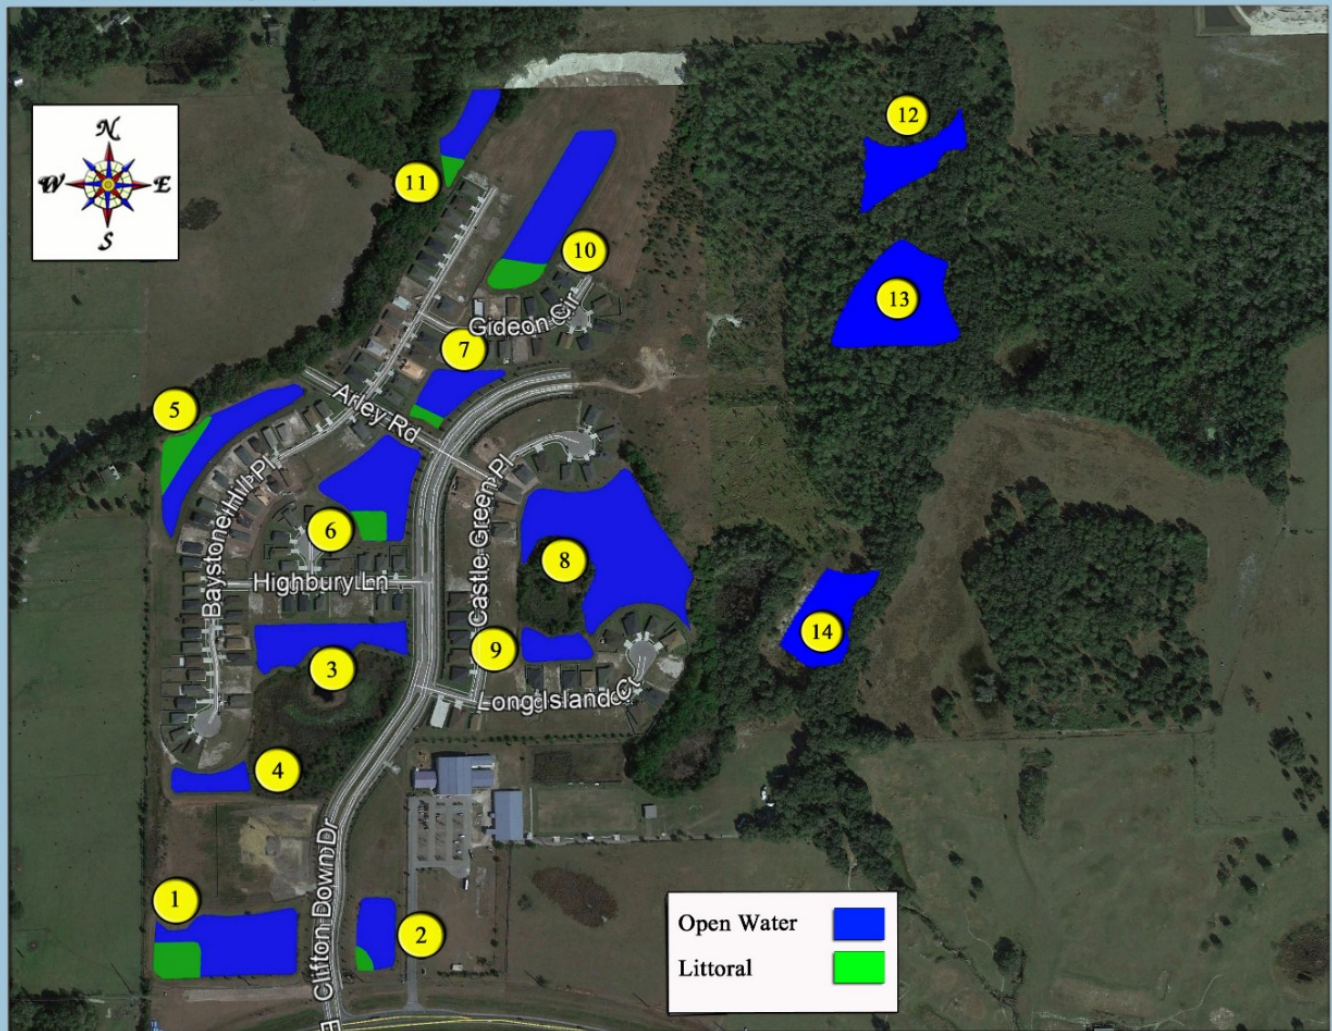 N
W E
S
12
11
10
13
Gideon Cir
7
5
Arley Rd
Baystone Hill Pl
Castle Green Pl
6
8
Highbury Ln
14
9
3
Long Island Ct
4
Clifton Down Dr
1
2
Open Water
Littoral